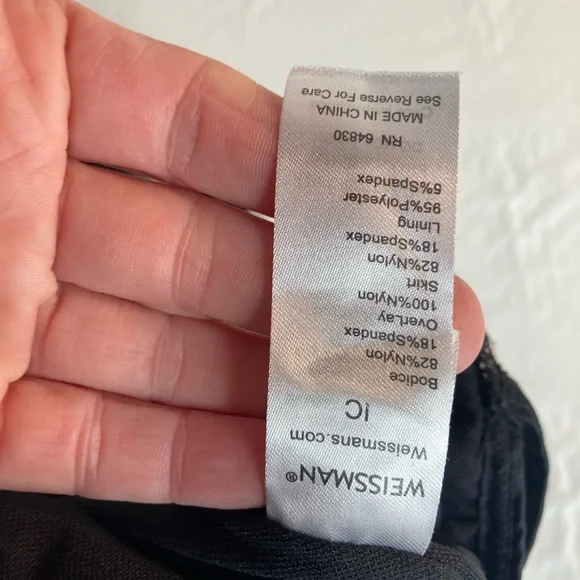 WEISSMAN®
Weissmans.com
IC
Bodice
82%Nylon
18%Spandex
OverLay
100%Nylon
Skirt
82%Nylon
18%Spandex
Lining
95%Polyester
5%Spandex
RN 64830
MADE IN CHINA
See Reverse For Care